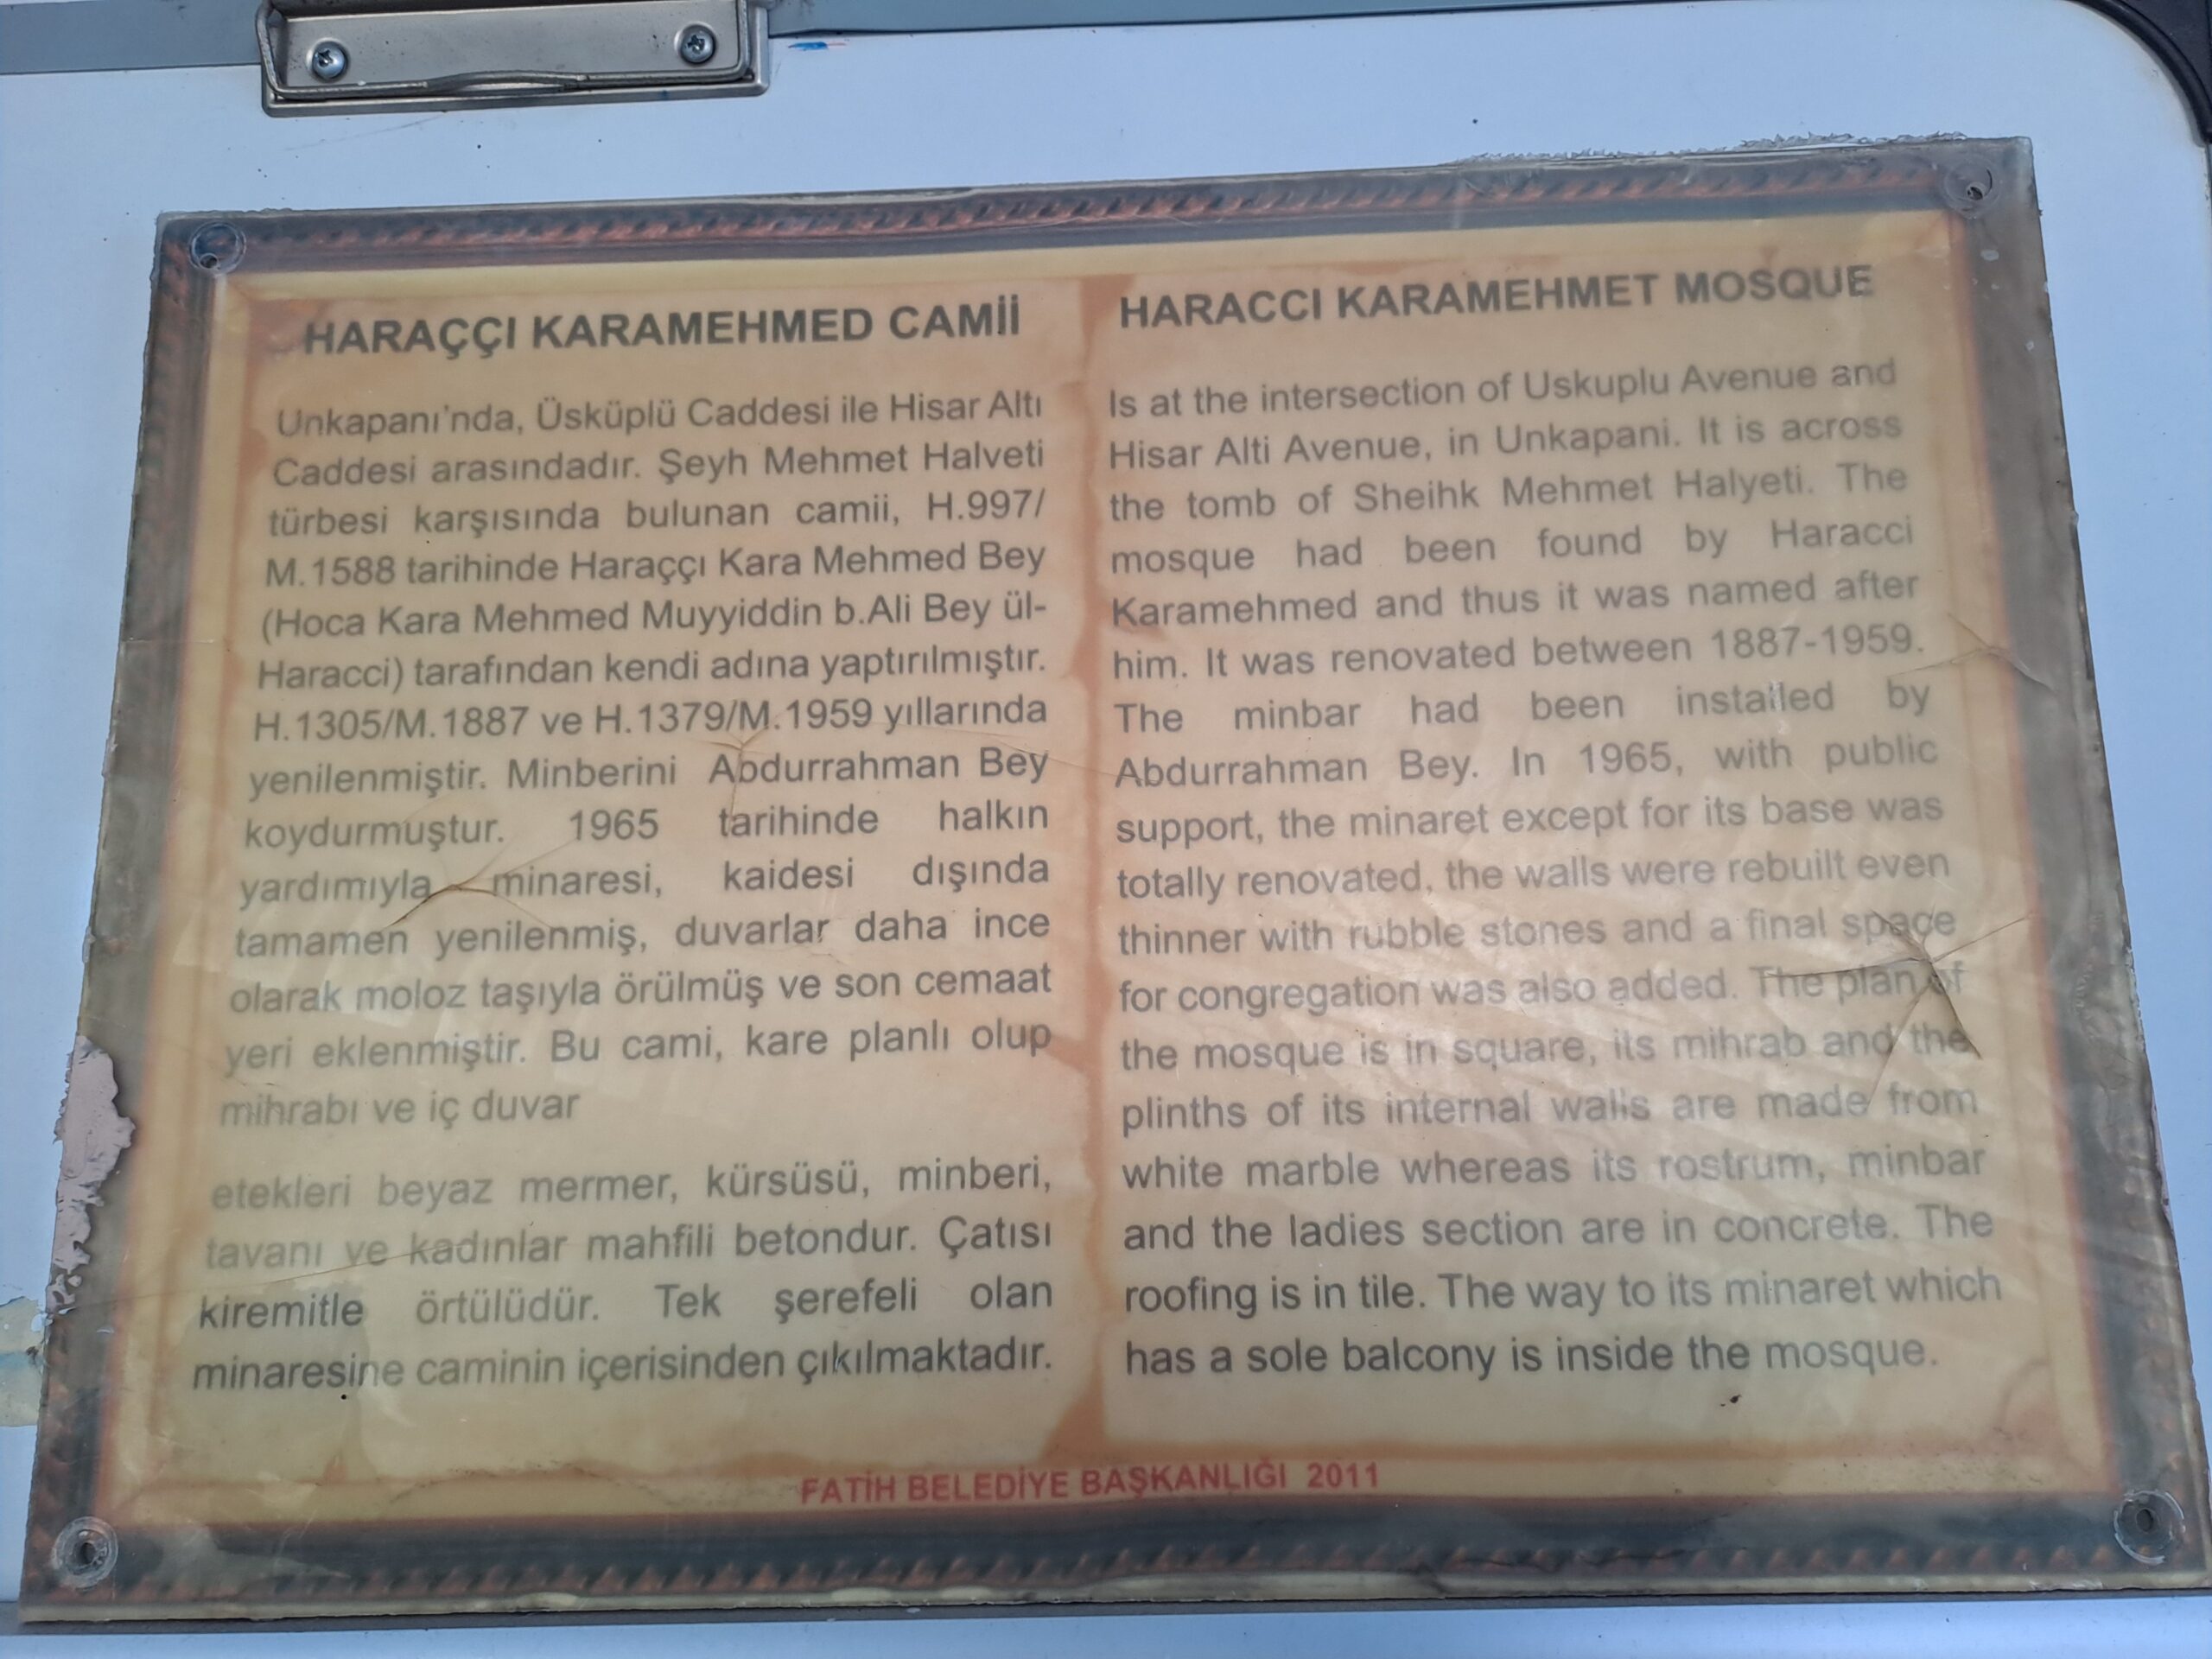 HARAÇÇI KARAMEHMED CAMİİ
Unkapanı'nda, Üsküplü Caddesi ile Hisar Altı
Caddesi arasındadır. Şeyh Mehmet Halveti
türbesi karşısında bulunan camii, H.997/
M.1588 tarihinde Haraççı Kara Mehmed Bey
(Hoca Kara Mehmed Muyyiddin b.Ali Bey ül-
Haracci) tarafından kendi adına yaptırılmıştır.
H.1305/M.1887 ve H.1379/M.1959 yıllarında
yenilenmiştir. Minberini Abdurrahman Bey
koydurmuştur. 1965 tarihinde halkın
yardımıyla minaresi, kaidesi dışında
tamamen yenilenmiş, duvarlar daha ince
olarak moloz taşıyla örülmüş ve son cemaat
yeri eklenmiştir. Bu cami, kare planlı olup
mihrabı ve iç duvar
etekleri beyaz mermer, kürsüsü, minberi,
tavanı ve kadınlar mahfili betondur. Çatısı
kiremitle örtülüdür. Tek şerefeli olan
minaresine caminin içerisinden çıkılmaktadır.
HARACCI KARAMEHMET MOSQUE
Is at the intersection of Uskuplu Avenue and
Hisar Alti Avenue, in Unkapani. It is across
the tomb of Sheihk Mehmet Halyeti. The
mosque had been found by Haracci
Karamehmed and thus it was named after
him. It was renovated between 1887-1959.
The minbar had been installed by
Abdurrahman Bey. In 1965, with public
support, the minaret except for its base was
totally renovated, the walls were rebuilt even
thinner with rubble stones and a final space
for congregation was also added. The plan of
the mosque is in square, its mihrab and the
plinths of its internal walls are made from
white marble whereas its rostrum, minbar
and the ladies section are in concrete. The
roofing is in tile. The way to its minaret which
has a sole balcony is inside the mosque.
FATİH BELEDİYE BAŞKANLIĞI 2011